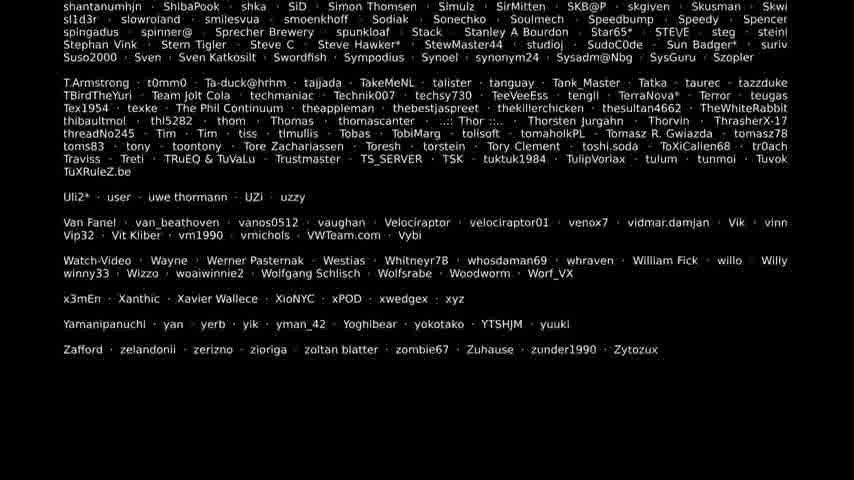 shantanumhjn · ShibaPook · shka · SiD · Simon Thomsen · Simulz · SirMitten · SKB@P · skgiven · Skusman · Skwi
sl1d3r · slowroland · smilesvua · smoenkhoff · Sodiak · Sonechko · Soulmech · Speedbump · Speedy · Spencer
spingadus · spinner@ · Sprecher Brewery · spunkloaf · Stack · Stanley A Bourdon · Star65* · STE\/E · steg · steini
Stephan Vink · Stern Tigler · Steve C · Steve Hawker* · StewMaster44 · studioj · SudoC0de · Sun Badger* · suriv
Suso2000 · Sven · Sven Katkosilt · Swordfish · Sympodius · Synoel · synonym24 · Sysadm@Nbg · SysGuru · Szopler
T.Armstrong · t0mm0 · Ta-duck@hrhm · tajjada · TakeMeNL · talister · tanguay · Tank_Master · Tatka · taurec · tazzduke
TBirdTheYuri · Team Jolt Cola · techmaniac · Technik007 · techsy730 · TeeVeeEss · tengli · TerraNova* · Terror · teugas
Tex1954 · texke · The Phil Continuum · theappleman · thebestjaspreet · thekillerchicken · thesultan4662 · TheWhiteRabbit
thibaultmol · thl5282 · thom · Thomas · thomascanter · ..:: Thor ::.. · Thorsten Jurgahn · Thorvin · ThrasherX-17
threadNo245 · Tim · Tim · tiss · tlmullis · Tobas · TobiMarg · tolisoft · tomaholkPL · Tomasz R. Gwiazda · tomasz78
toms83 · tony · toontony · Tore Zachariassen · Toresh · torstein · Tory Clement · toshi.soda · ToXiCalien68 · tr0ach
Traviss · Treti · TRuEQ & TuVaLu · Trustmaster · TS_SERVER · TSK · tuktuk1984 · TulipVorlax · tulum · tunmoi · Tuvok
TuXRuleZ.be
Uli2* · user · uwe thormann · UZi · uzzy
Van Fanel · van_beathoven · vanos0512 · vaughan · Velociraptor · velociraptor01 · venox7 · vidmar.damjan · Vik · vinn
Vip32 · Vit Kliber · vm1990 · vmichols · VWTeam.com · Vybi
Watch-Video · Wayne · Werner Pasternak · Westias · Whitneyr78 · whosdaman69 · whraven · William Fick · willo · Willy
winny33 · Wizzo · woaiwinnie2 · Wolfgang Schlisch · Wolfsrabe · Woodworm · Worf_VX
x3mEn · Xanthic · Xavier Wallece · XioNYC · xPOD · xwedgex · xyz
Yamanipanuchi · yan · yerb · yik · yman_42 · Yoghibear · yokotako · YTSHJM · yuuki
Zafford · zelandonii · zerizno · zioriga · zoltan blatter · zombie67 · Zuhause · zunder1990 · Zytozux